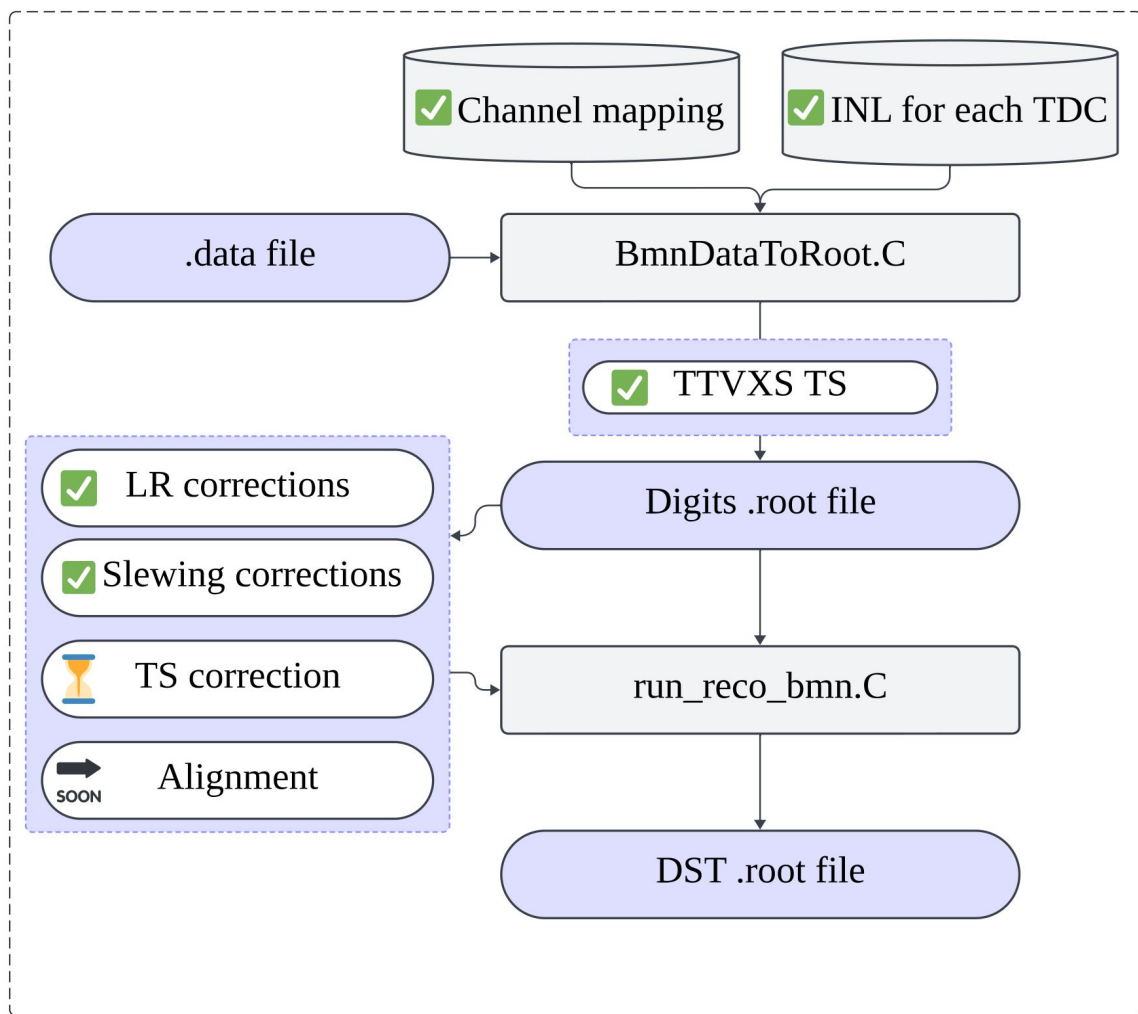 Channel mapping
INL for each TDC
.data file
BmnDataToRoot.C
TTVXS TS
LR corrections
Digits .root file
Slewing corrections
TS correction
run_reco_bmn.C
Alignment
SOON
DST .root file